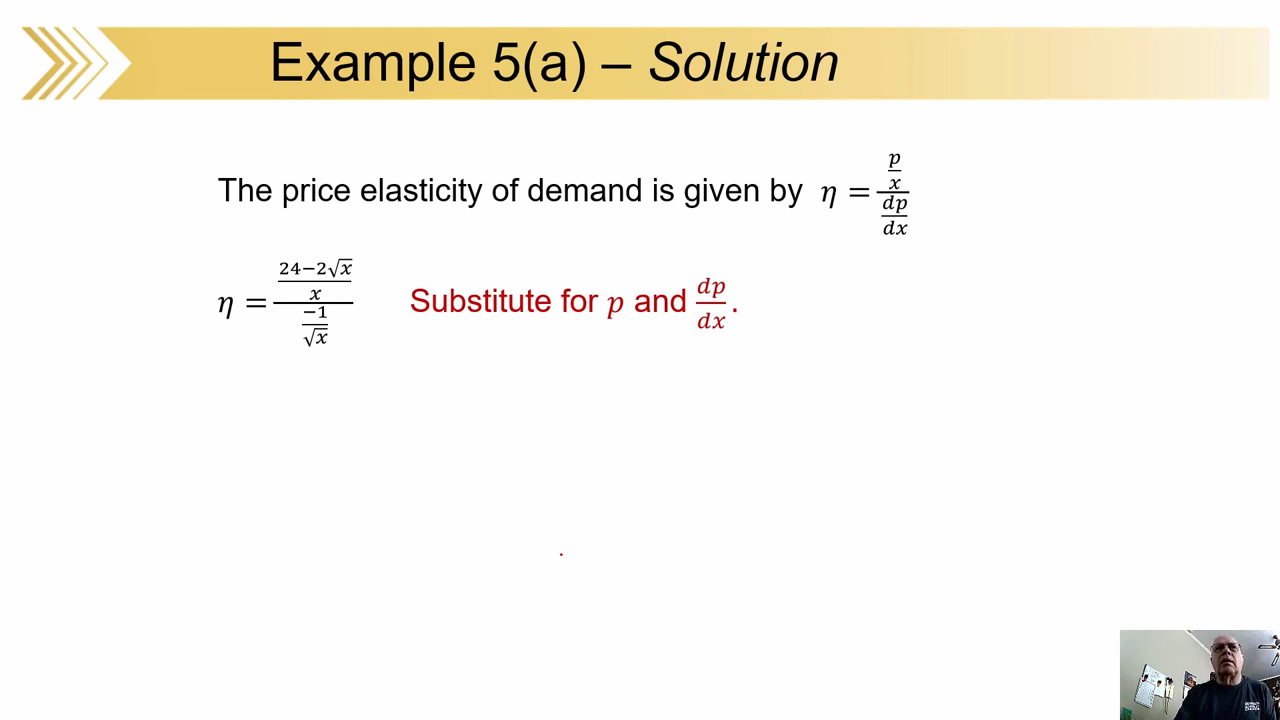 Example 5(a) – Solution
The price elasticity of demand is given by η = (p/x)/(dp/dx)
η = ((24−2√x)/x)/(−1/√x) Substitute for p and dp/dx.